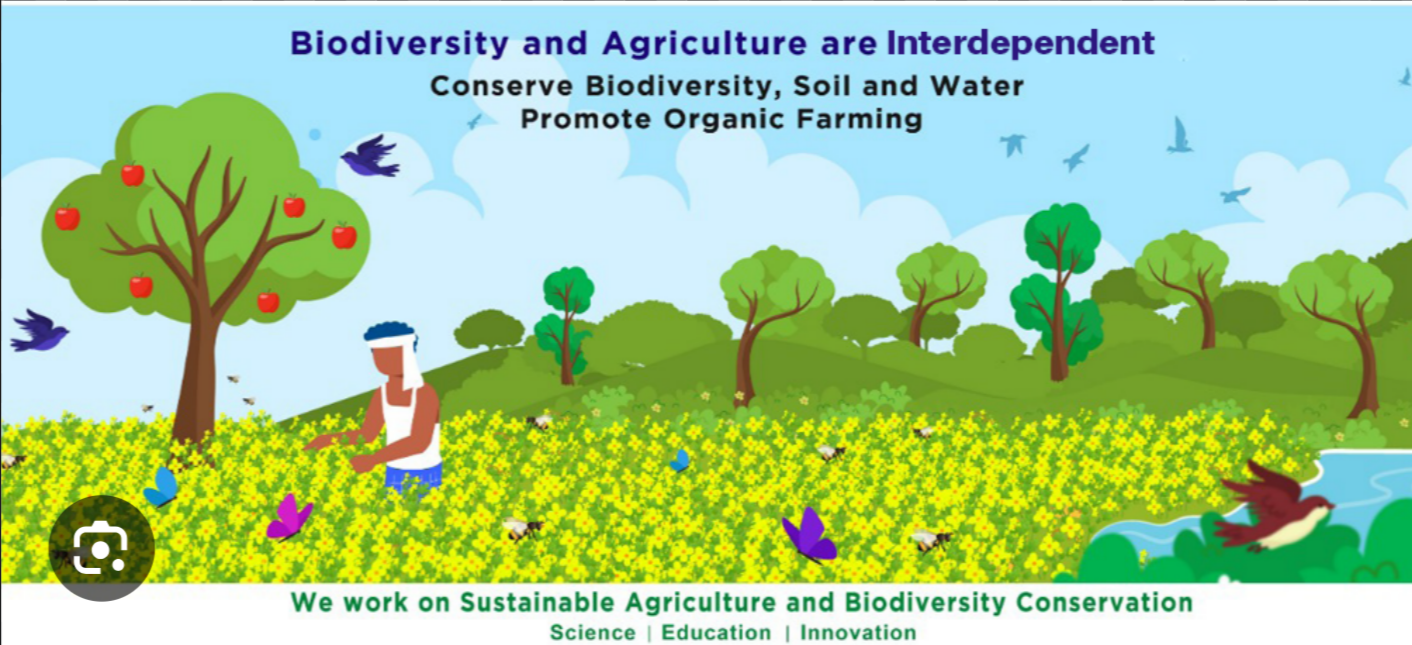 Biodiversity and Agriculture are Interdependent
Conserve Biodiversity, Soil and Water
Promote Organic Farming
We work on Sustainable Agriculture and Biodiversity Conservation
Science | Education | Innovation